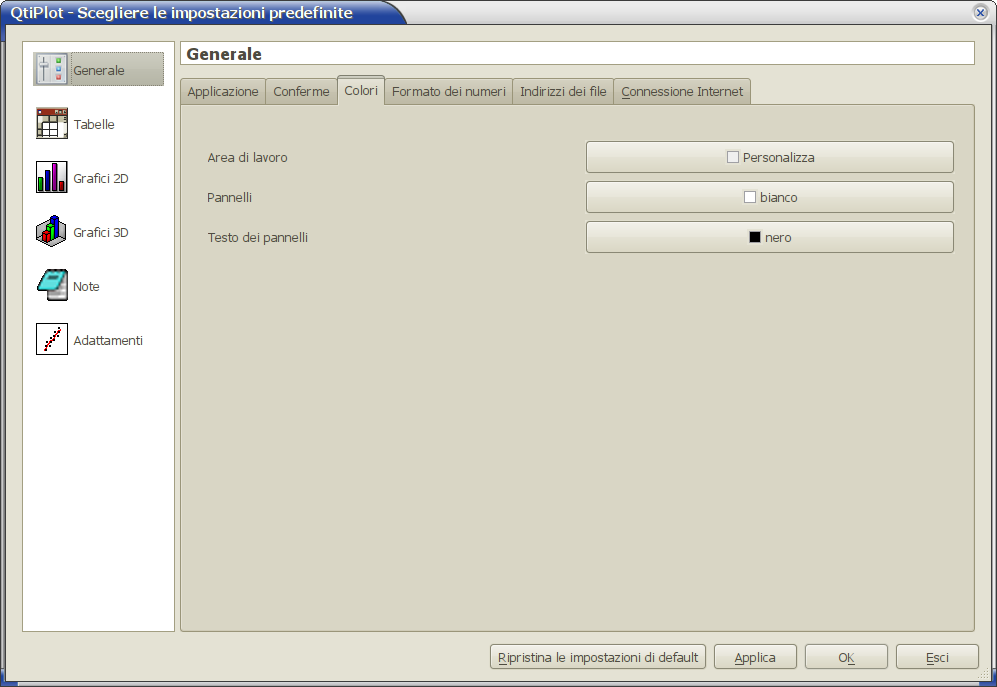 QtiPlot - Scegliere le impostazioni predefinite
Generale
Tabelle
Grafici 2D
Grafici 3D
Note
Adattamenti
Generale
Applicazione Conferme Colori Formato dei numeri Indirizzi dei file Connessione Internet
Area di lavoro Personalizza
Pannelli bianco
Testo dei pannelli nero
Ripristina le impostazioni di default Applica Ok Esci